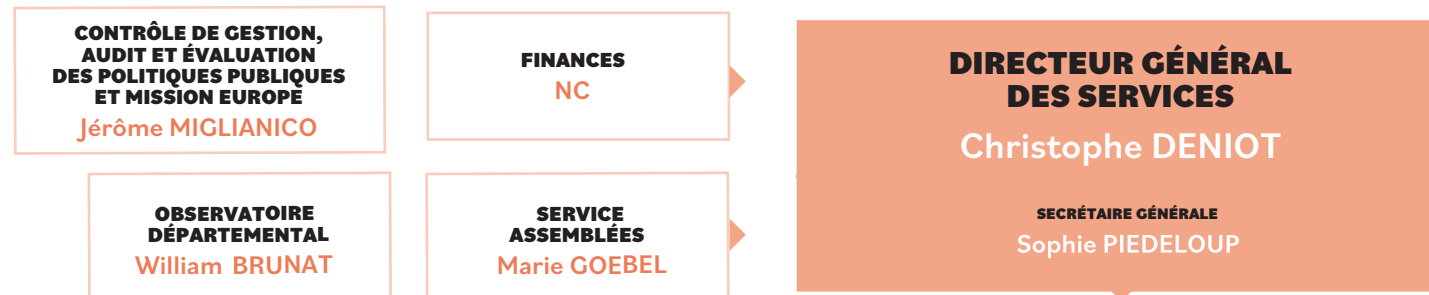 CONTRÔLE DE GESTION,
AUDIT ET ÉVALUATION
DES POLITIQUES PUBLIQUES
ET MISSION EUROPE
Jérôme MIGLIANICO
FINANCES
NC
DIRECTEUR GÉNÉRAL
DES SERVICES
Christophe DENIOT
SECRÉTAIRE GÉNÉRALE
Sophie PIEDELOUP
OBSERVATOIRE
DÉPARTEMENTAL
William BRUNAT
SERVICE
ASSEMBLÉES
Marie GOEBEL